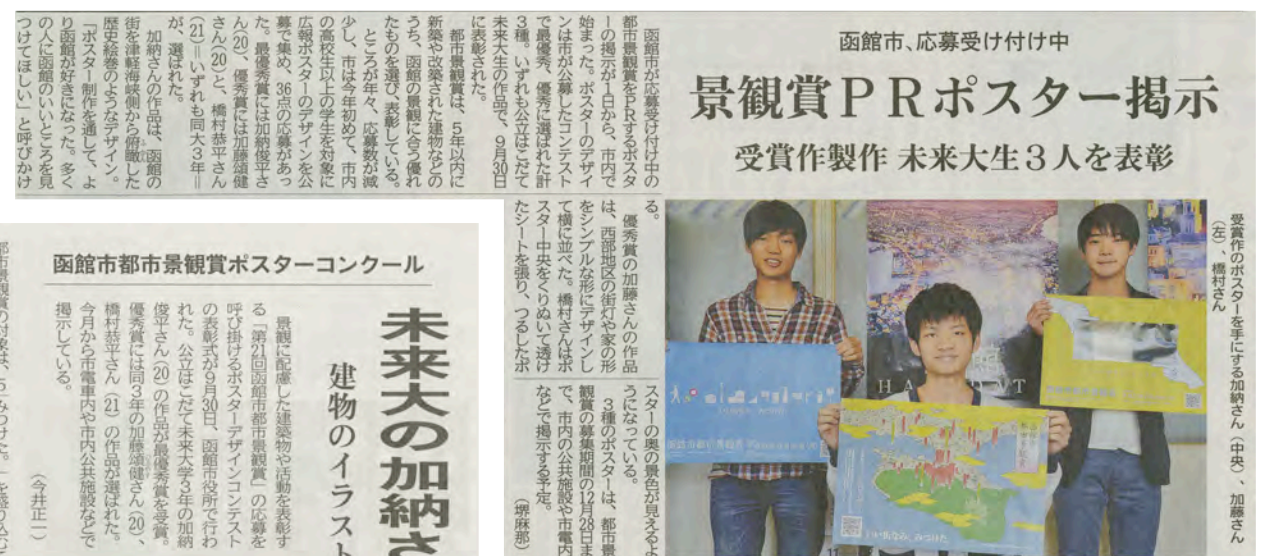 函館市、応募受け付け中
景観賞PRポスター掲示
受賞作製作 未来大生3人を表彰
函館市が応募受け付け中の
都市景観賞をPRするポスタ
ーの掲示が1日から、市内で
始まった。ポスターのデザイ
ンは市が公募したコンテスト
で最優秀、優秀に選ばれた計
3種。いずれも公立はこだて
未来大生の作品で、9月30日
に表彰された。
都市景観賞は、5年以内に
新築や改築された建物などの
うち、函館の景観に合う優れ
たものを選び、表彰している。
ところが年々、応募数が減
少し、市は今年初めて、市内
の高校生以上の学生を対象に
広報ポスターのデザインを公
募で集め、36点の応募があっ
た。最優秀賞には加納俊平さ
ん(20)、優秀賞には加藤頌健
さん(20)と、橋村恭平さん
(21)=いずれも同大3年=
が、選ばれた。
加納さんの作品は、函館の
街を津軽海峡側から俯瞰した
歴史絵巻のようなデザイン。
「ポスター制作を通して、よ
り函館が好きになった。多く
の人に函館のいいところを見
つけてほしい」と呼びかけ
る。
優秀賞の加藤さんの作品
は、西部地区の街灯や家の形
をシンプルな形にデザインし
て横に並べた。橋村さんはポ
スター中央をくりぬいて透け
たシートを張り、つるしたポ
スターの奥の景色が見えるよ
うになっている。
3種のポスターは、都市景
観賞の募集期間の12月28日ま
で、市内の公共施設や市電内
などで掲示する予定。
(堺麻那)
受賞作のポスターを手にする加納さん(中央)、加藤さん
(左)、橋村さん
函館市都市景観賞ポスターコンクール
未来大の加納さ
建物のイラスト
景観に配慮した建築物や活動を表彰す
る「第21回函館市都市景観賞」の応募を
呼び掛けるポスターデザインコンテスト
の表彰式が9月30日、函館市役所で行わ
れた。公立はこだて未来大学3年の加納
俊平さん(20)の作品が最優秀賞を受賞。
優秀賞には同3年の加藤頌健さん(20)、
橋村恭平さん(21)の作品が選ばれた。
今月から市電車内や市内公共施設などで
掲示している。
(今井正一)